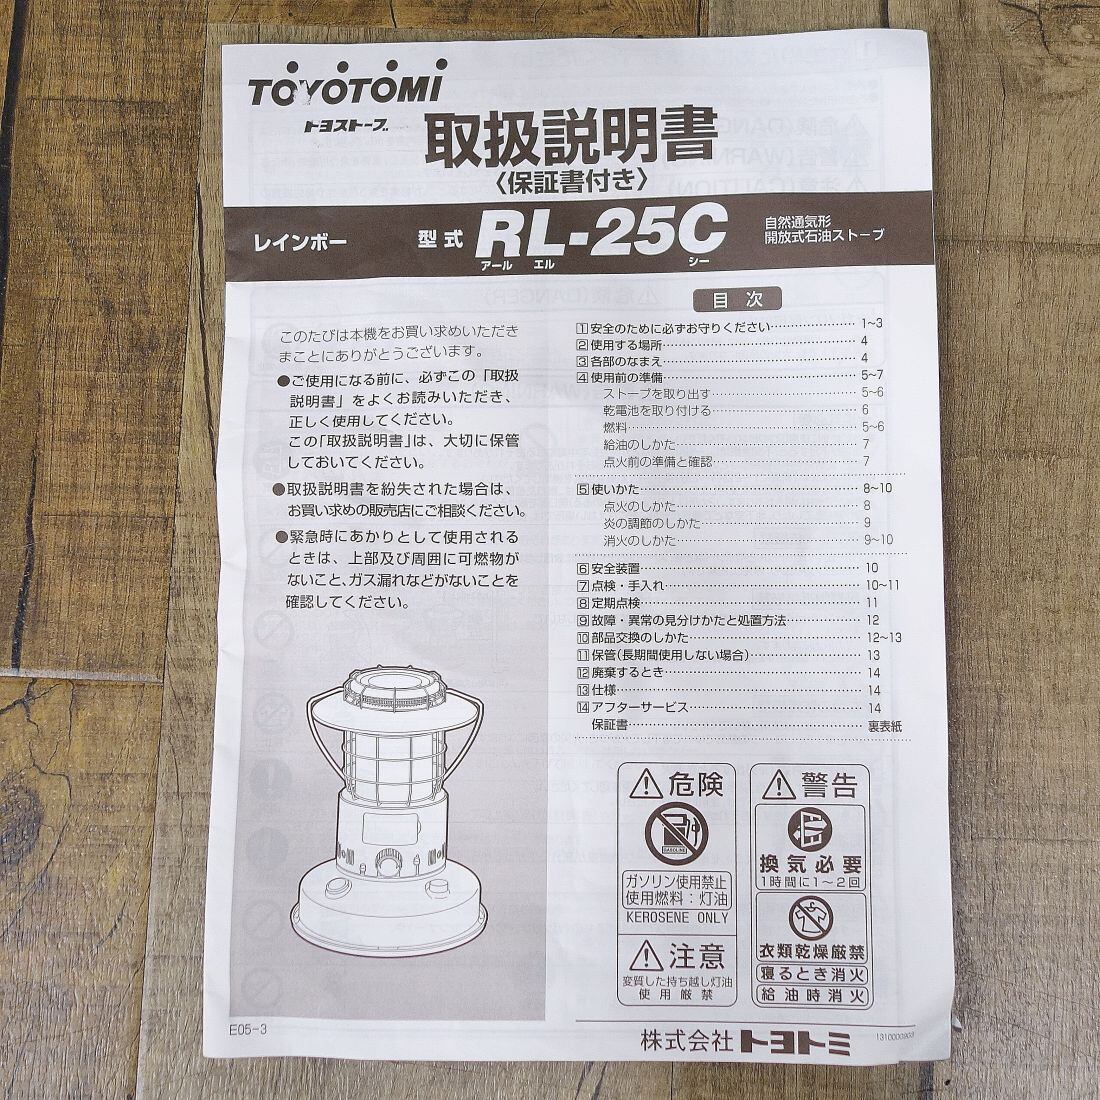 TOYOTOMI
トヨストーブ
取扱説明書
〈保証書付き〉
レインボー
型式 RL-25C
アール エル シー
自然通気形
開放式石油ストーブ
このたびは本機をお買い求めいただき
まことにありがとうございます。
●ご使用になる前に、必ずこの「取扱
説明書」をよくお読みいただき、
正しく使用してください。
この「取扱説明書」は、大切に保管
しておいてください。
●取扱説明書を紛失された場合は、
お買い求めの販売店にご相談ください。
●緊急時にあかりとして使用される
ときは、上部及び周囲に可燃物が
ないこと、ガス漏れなどがないことを
確認してください。
E05-3
目次
1 安全のために必ずお守りください……………… 1~3
2 使用する場所……………… 4
3 各部のなまえ……………… 4
4 使用前の準備……………… 5~7
ストーブを取り出す……………… 5~6
乾電池を取り付ける……………… 6
燃料……………… 5~6
給油のしかた……………… 7
点火前の準備と確認……………… 7
5 使いかた……………… 8~10
点火のしかた……………… 8
炎の調節のしかた……………… 9
消火のしかた……………… 9~10
6 安全装置……………… 10
7 点検・手入れ……………… 10~11
8 定期点検……………… 11
9 故障・異常の見分けかたと処置方法……………… 12
10 部品交換のしかた……………… 12~13
11 保管(長期間使用しない場合)……………… 13
12 廃棄するとき……………… 14
13 仕様……………… 14
14 アフターサービス……………… 14
保証書……………… 裏表紙
危険
GASOLINE
ガソリン使用禁止
使用燃料：灯油
KEROSENE ONLY
注意
変質した持ち越し灯油
使用厳禁
警告
換気必要
1時間に1～2回
衣類乾燥厳禁
寝るとき消火
給油時消火
株式会社 トヨトミ
1310000903